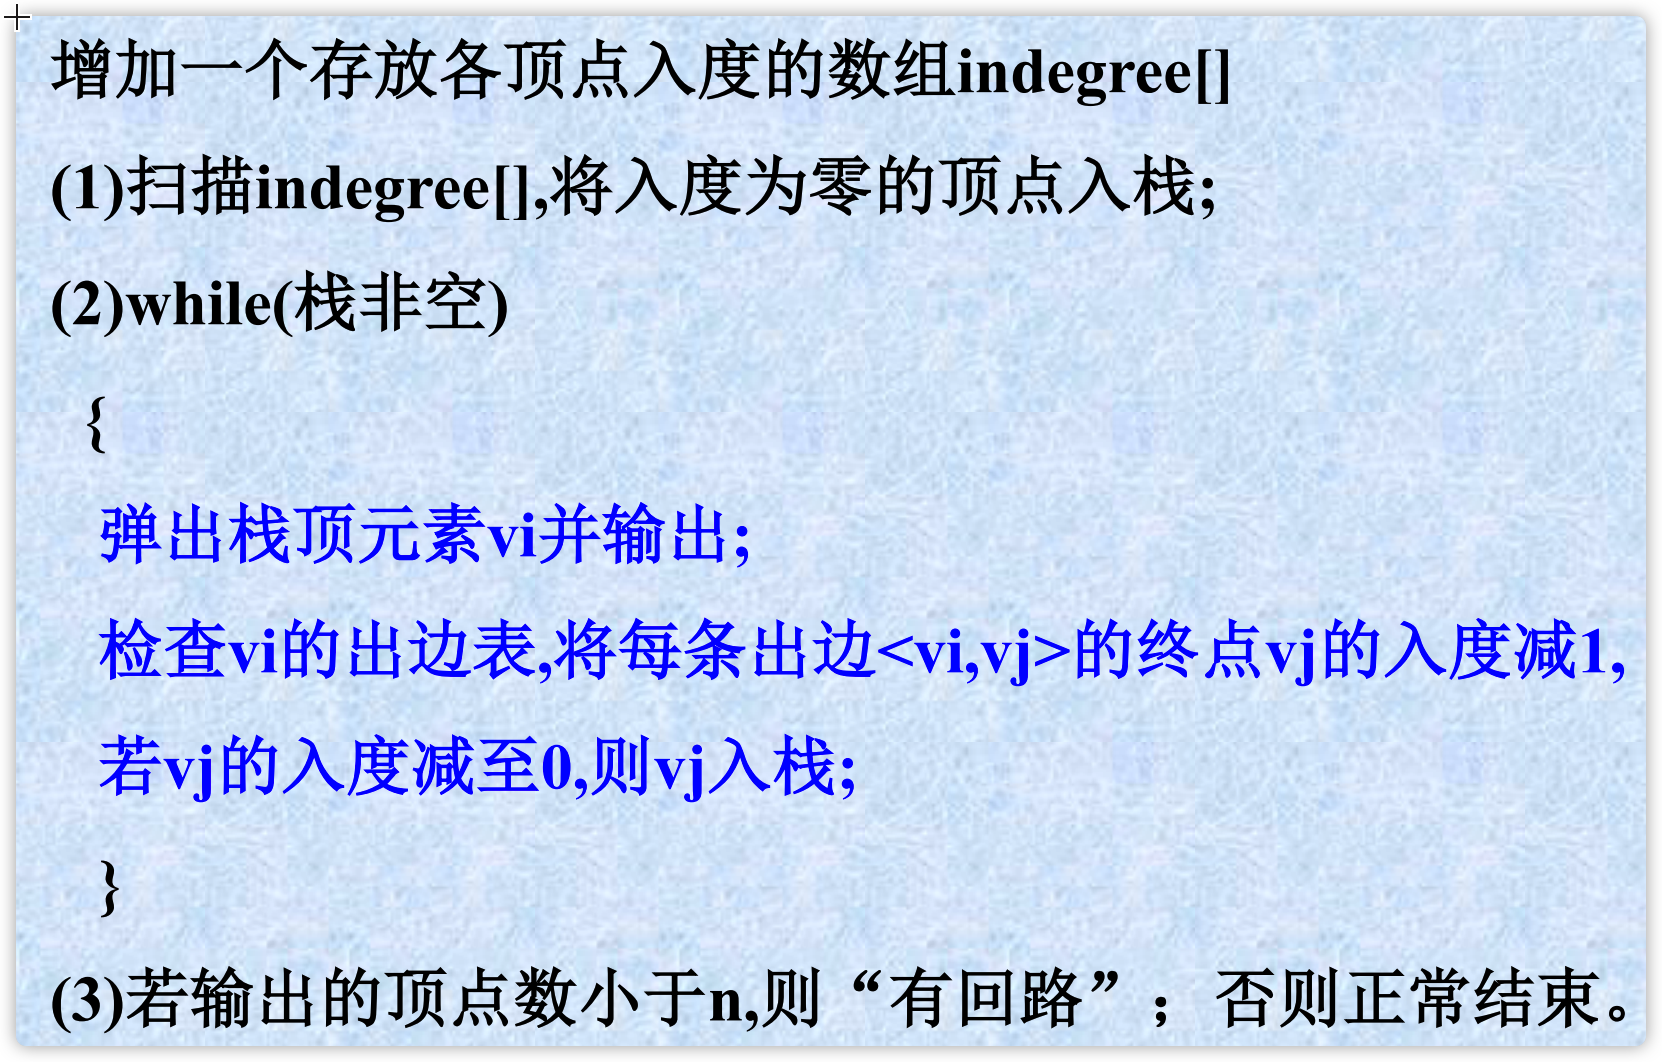 增加一个存放各顶点入度的数组indegree[]
(1)扫描indegree[],将入度为零的顶点入栈;
(2)while(栈非空)
{
弹出栈顶元素vi并输出;
检查vi的出边表,将每条出边<vi,vj>的终点vj的入度减1,
若vj的入度减至0,则vj入栈;
}
(3)若输出的顶点数小于n,则“有回路”；否则正常结束。